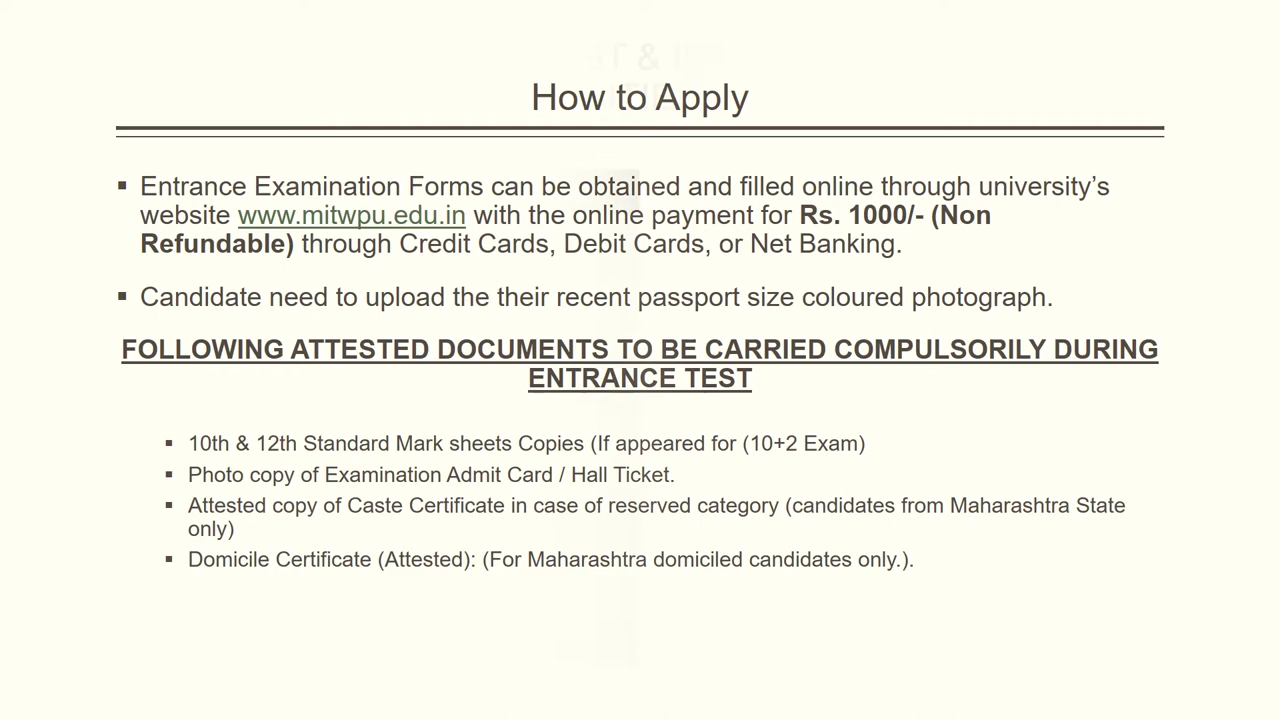 How to Apply
Entrance Examination Forms can be obtained and filled online through university’s
website www.mitwpu.edu.in with the online payment for Rs. 1000/- (Non
Refundable) through Credit Cards, Debit Cards, or Net Banking.
Candidate need to upload the their recent passport size coloured photograph.
FOLLOWING ATTESTED DOCUMENTS TO BE CARRIED COMPULSORILY DURING
ENTRANCE TEST
10th & 12th Standard Mark sheets Copies (If appeared for (10+2 Exam)
Photo copy of Examination Admit Card / Hall Ticket.
Attested copy of Caste Certificate in case of reserved category (candidates from Maharashtra State
only)
Domicile Certificate (Attested): (For Maharashtra domiciled candidates only.).